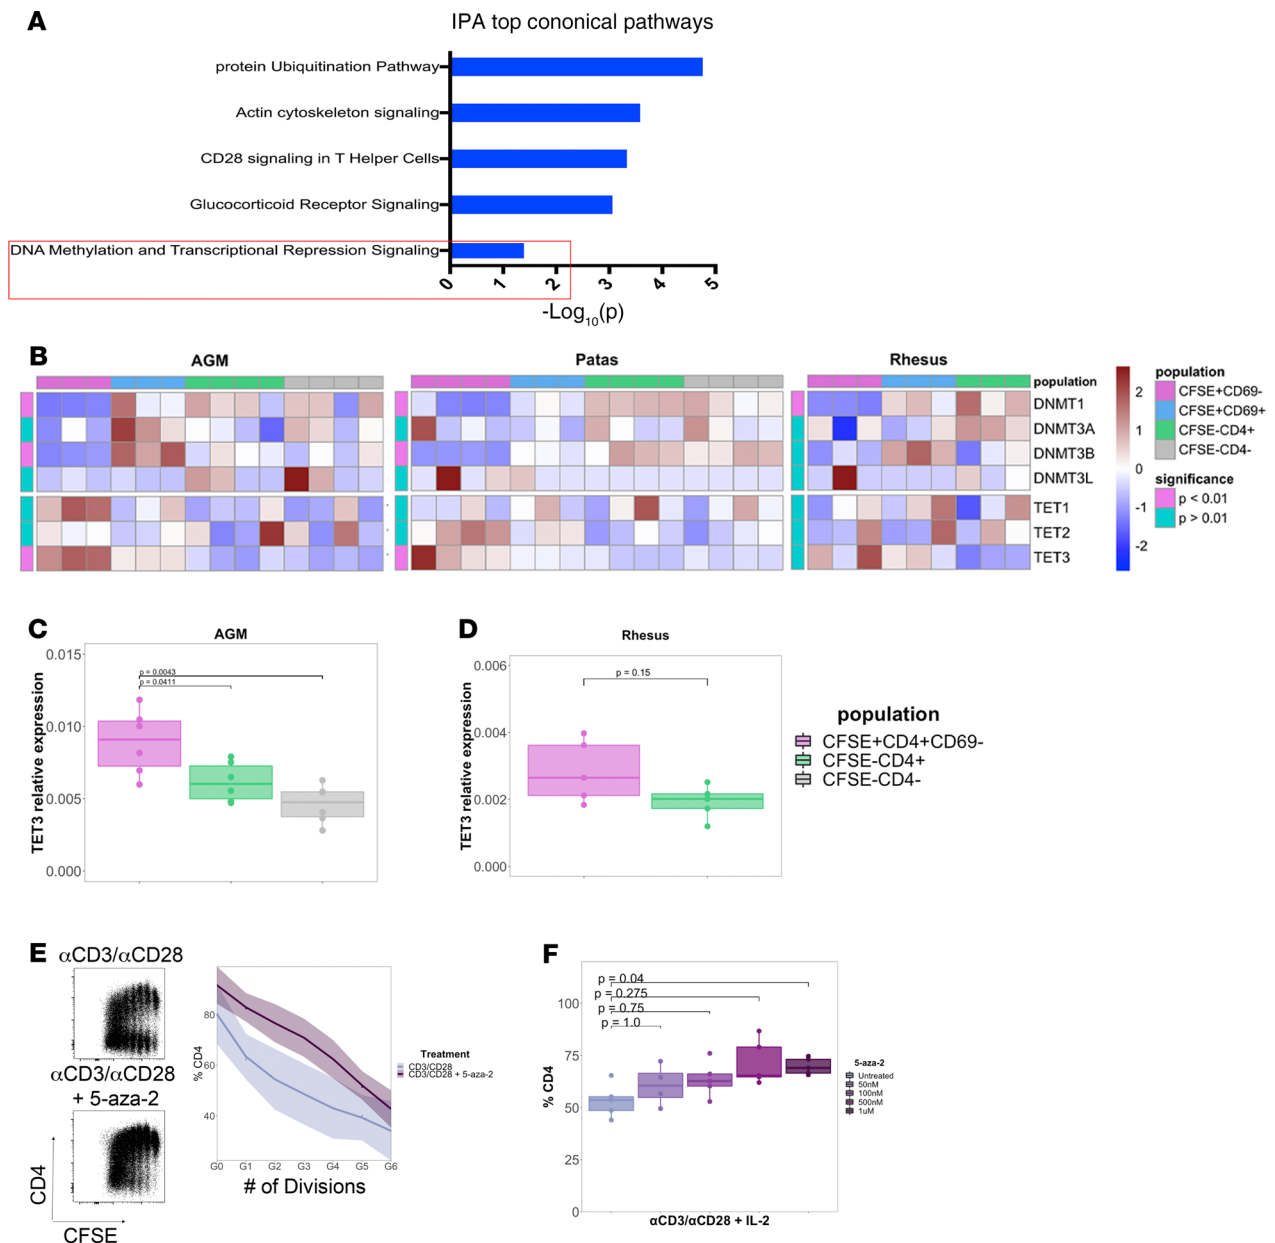 A
IPA top cononical pathways
protein Ubiquitination Pathway
Actin cytoskeleton signaling
CD28 signaling in T Helper Cells
Glucocorticoid Receptor Signaling
DNA Methylation and Transcriptional Repression Signaling
0 1 2 3 4 5
-Log10(p)
B
AGM
Patas
Rhesus
population
DNMT1
DNMT3A
DNMT3B
DNMT3L
TET1
TET2
TET3
2
1
0
-1
-2
population
CFSE+CD69-
CFSE+CD69+
CFSE-CD4+
CFSE-CD4-
significance
p < 0.01
p > 0.01
C
AGM
TET3 relative expression
0.015
0.010
0.005
0.000
p = 0.0043
p = 0.0411
D
Rhesus
TET3 relative expression
0.006
0.004
0.002
0.000
p = 0.15
population
CFSE+CD4+CD69-
CFSE-CD4+
CFSE-CD4-
E
αCD3/αCD28
αCD3/αCD28
+ 5-aza-2
CD4
CFSE
% CD4
80
60
40
G0 G1 G2 G3 G4 G5 G6
# of Divisions
Treatment
CD3/CD28
CD3/CD28 + 5-aza-2
F
% CD4
100
75
50
25
0
p = 0.04
p = 0.275
p = 0.75
p = 1.0
αCD3/αCD28 + IL-2
5-aza-2
Untreated
50nM
100nM
500nM
1uM